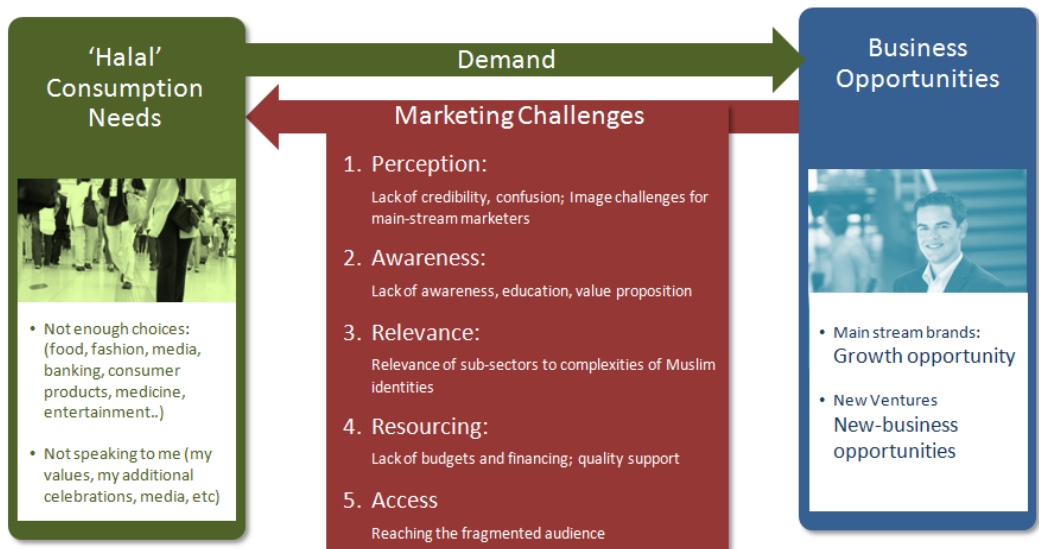 ‘Halal’
Consumption
Needs
• Not enough choices:
(food, fashion, media,
banking, consumer
products, medicine,
entertainment..)
• Not speaking to me (my
values, my additional
celebrations, media, etc)
Demand
Marketing Challenges
1. Perception:
Lack of credibility, confusion; Image challenges for
main-stream marketers
2. Awareness:
Lack of awareness, education, value proposition
3. Relevance:
Relevance of sub-sectors to complexities of Muslim
identities
4. Resourcing:
Lack of budgets and financing; quality support
5. Access
Reaching the fragmented audience
Business
Opportunities
• Main stream brands:
Growth opportunity
• New Ventures
New-business
opportunities